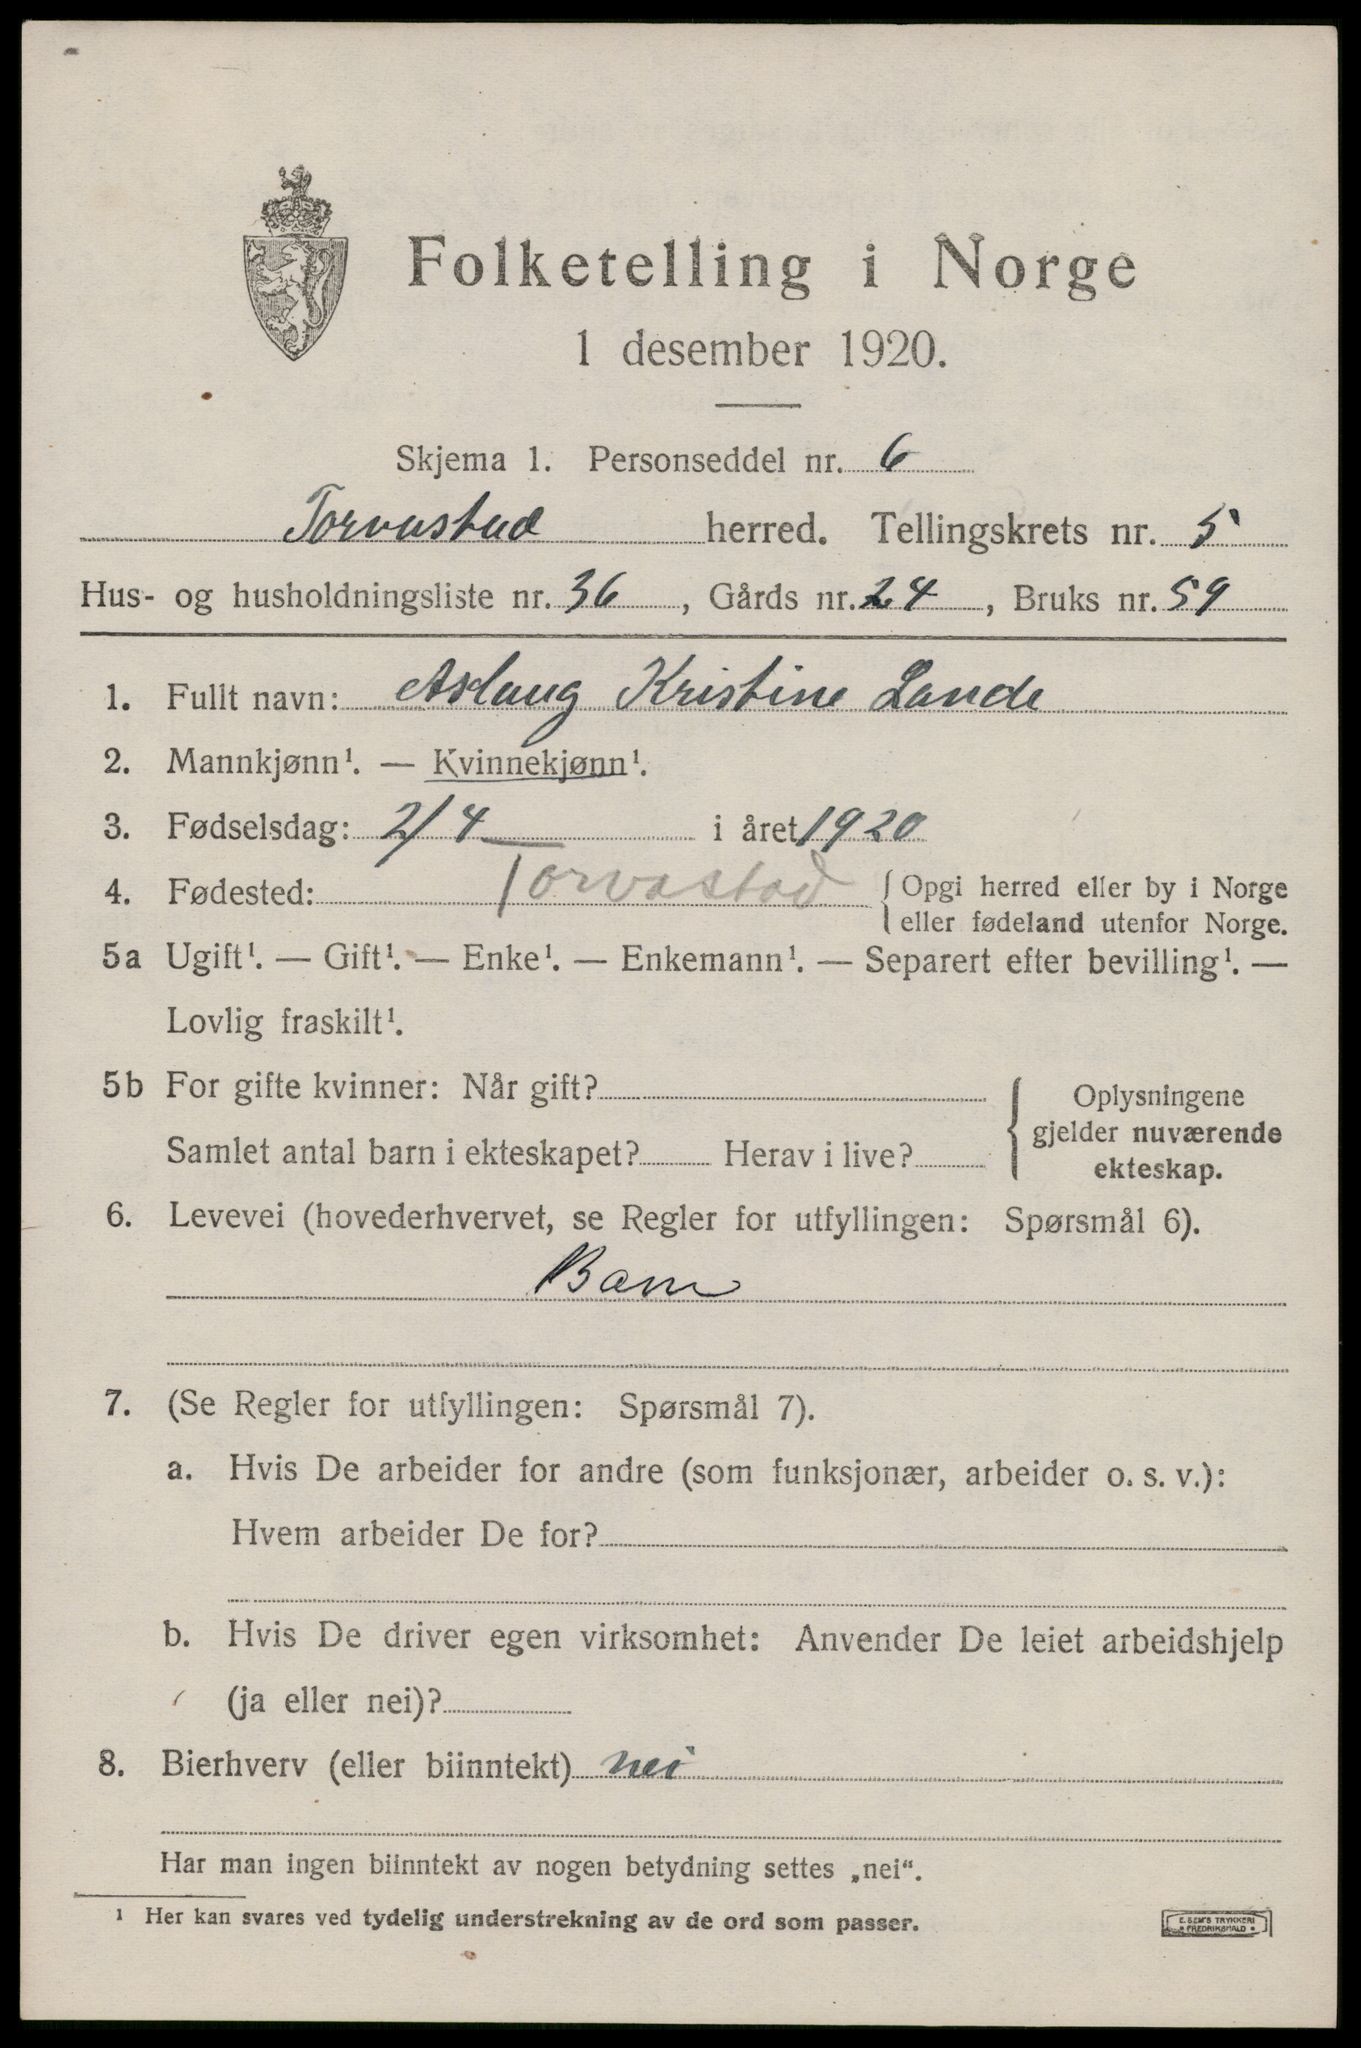 Folketelling i Norge
1 desember 1920.
Skjema 1. Personseddel nr. 6
Torvastad herred. Tellingskrets nr. 5
Hus- og husholdningsliste nr. 36, Gårds nr. 24, Bruks nr. 59
1. Fullt navn: Aslaug Kristine Lande
2. Mannkjønn¹. — Kvinnekjønn¹.
3. Fødselsdag: 2/4 i året 1920
4. Fødested: Torvastad { Opgi herred eller by i Norge
eller fødeland utenfor Norge.
5a Ugift¹. — Gift¹. — Enke¹. — Enkemann¹. — Separert efter bevilling¹. —
Lovlig fraskilt¹.
5b For gifte kvinner: Når gift?
Samlet antal barn i ekteskapet? Herav i live?
Oplysningene
gjelder nuværende
ekteskap.
6. Levevei (hovederhvervet, se Regler for utfyllingen: Spørsmål 6).
Barn
7. (Se Regler for utfyllingen: Spørsmål 7).
a. Hvis De arbeider for andre (som funksjonær, arbeider o. s. v.):
Hvem arbeider De for?
b. Hvis De driver egen virksomhet: Anvender De leiet arbeidshjelp
(ja eller nei)?
8. Bierhverv (eller biinntekt) nei
Har man ingen biinntekt av nogen betydning settes „nei“.
¹ Her kan svares ved tydelig understrekning av de ord som passer.
E. SEM'S TRYKKERI
FREDRIKSHALD